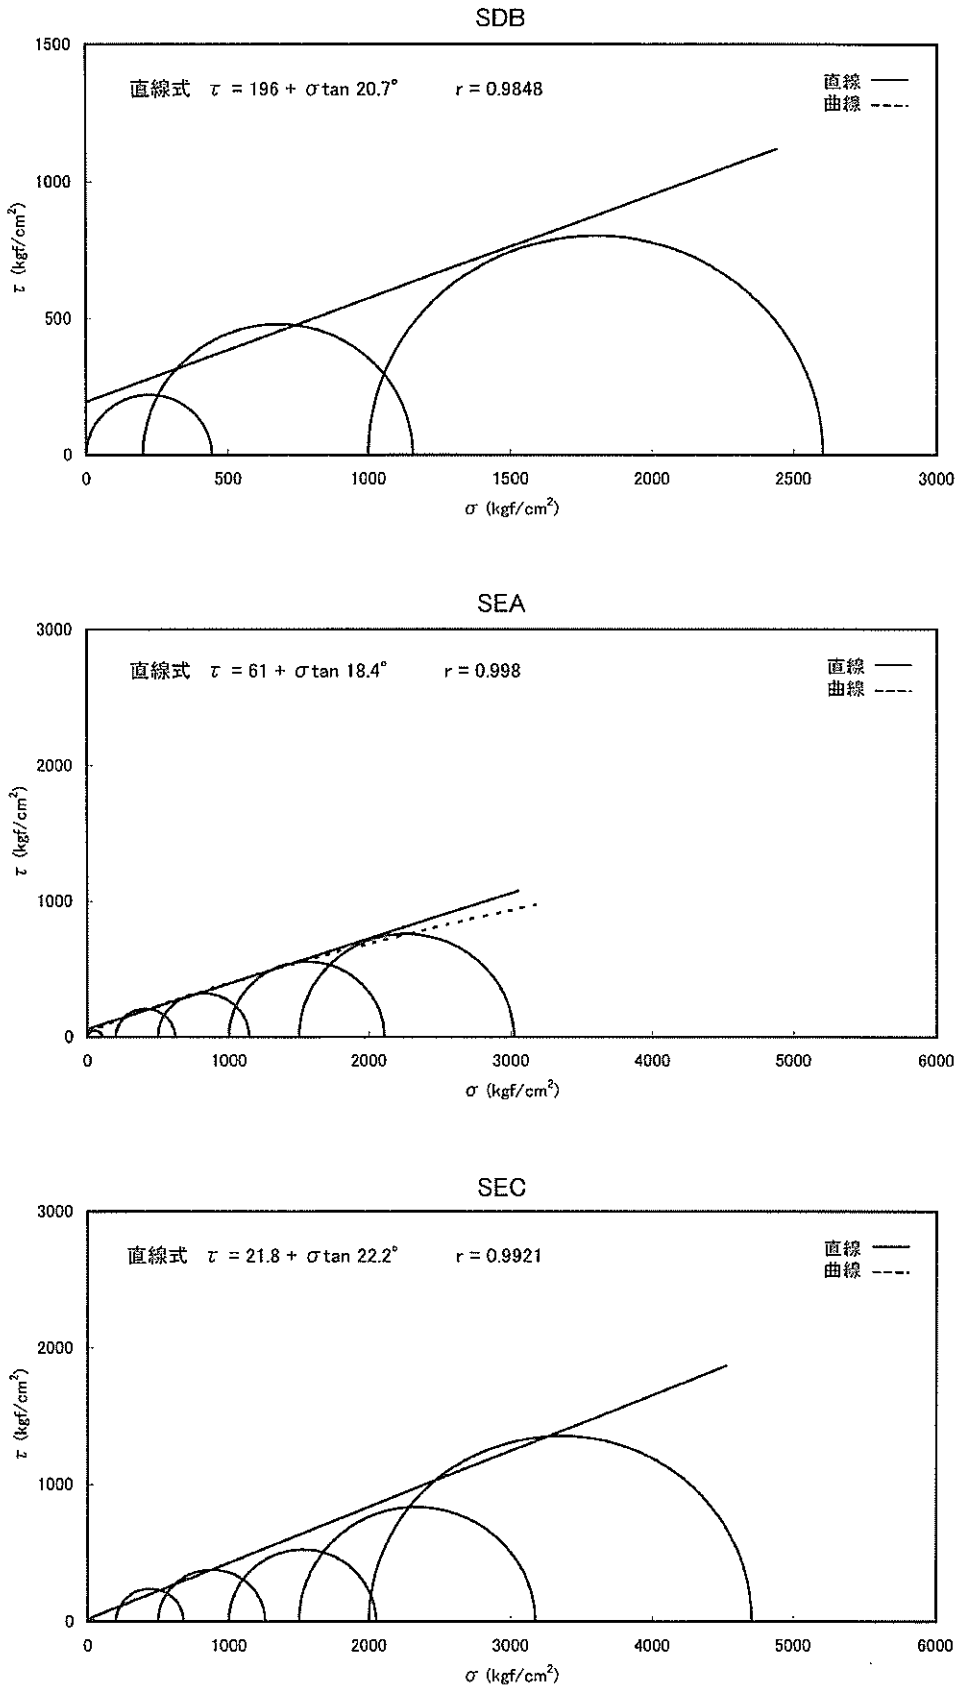 SDB
1500
直線式 τ = 196 + σtan 20.7° r = 0.9848
直線
曲線
1000
τ (kgf/cm²)
500
0
0 500 1000 1500 2000 2500 3000
σ (kgf/cm²)
SEA
3000
直線式 τ = 61 + σtan 18.4° r = 0.998
直線
曲線
2000
τ (kgf/cm²)
1000
0
0 1000 2000 3000 4000 5000 6000
σ (kgf/cm²)
SEC
3000
直線式 τ = 21.8 + σtan 22.2° r = 0.9921
直線
曲線
2000
τ (kgf/cm²)
1000
0
0 1000 2000 3000 4000 5000 6000
σ (kgf/cm²)